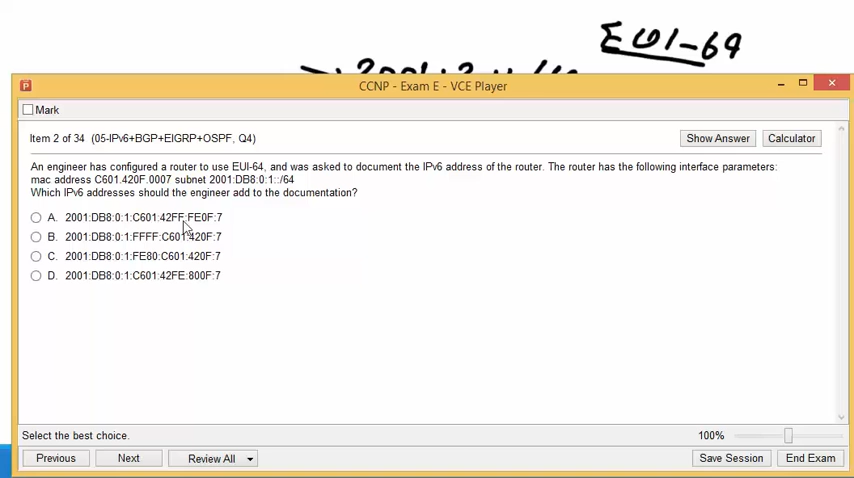 EUI-64
CCNP - Exam E - VCE Player
Mark
Item 2 of 34 (05-IPv6+BGP+EIGRP+OSPF, Q4)
Show Answer
Calculator
An engineer has configured a router to use EUI-64, and was asked to document the IPv6 address of the router. The router has the following interface parameters:
mac address C601.420F.0007 subnet 2001:DB8:0:1::/64
Which IPv6 addresses should the engineer add to the documentation?
A. 2001:DB8:0:1:C601:42FF:FE0F:7
B. 2001:DB8:0:1:FFFF:C601:420F:7
C. 2001:DB8:0:1:FE80:C601:420F:7
D. 2001:DB8:0:1:C601:42FE:800F:7
Select the best choice.
100%
Previous
Next
Review All
Save Session
End Exam